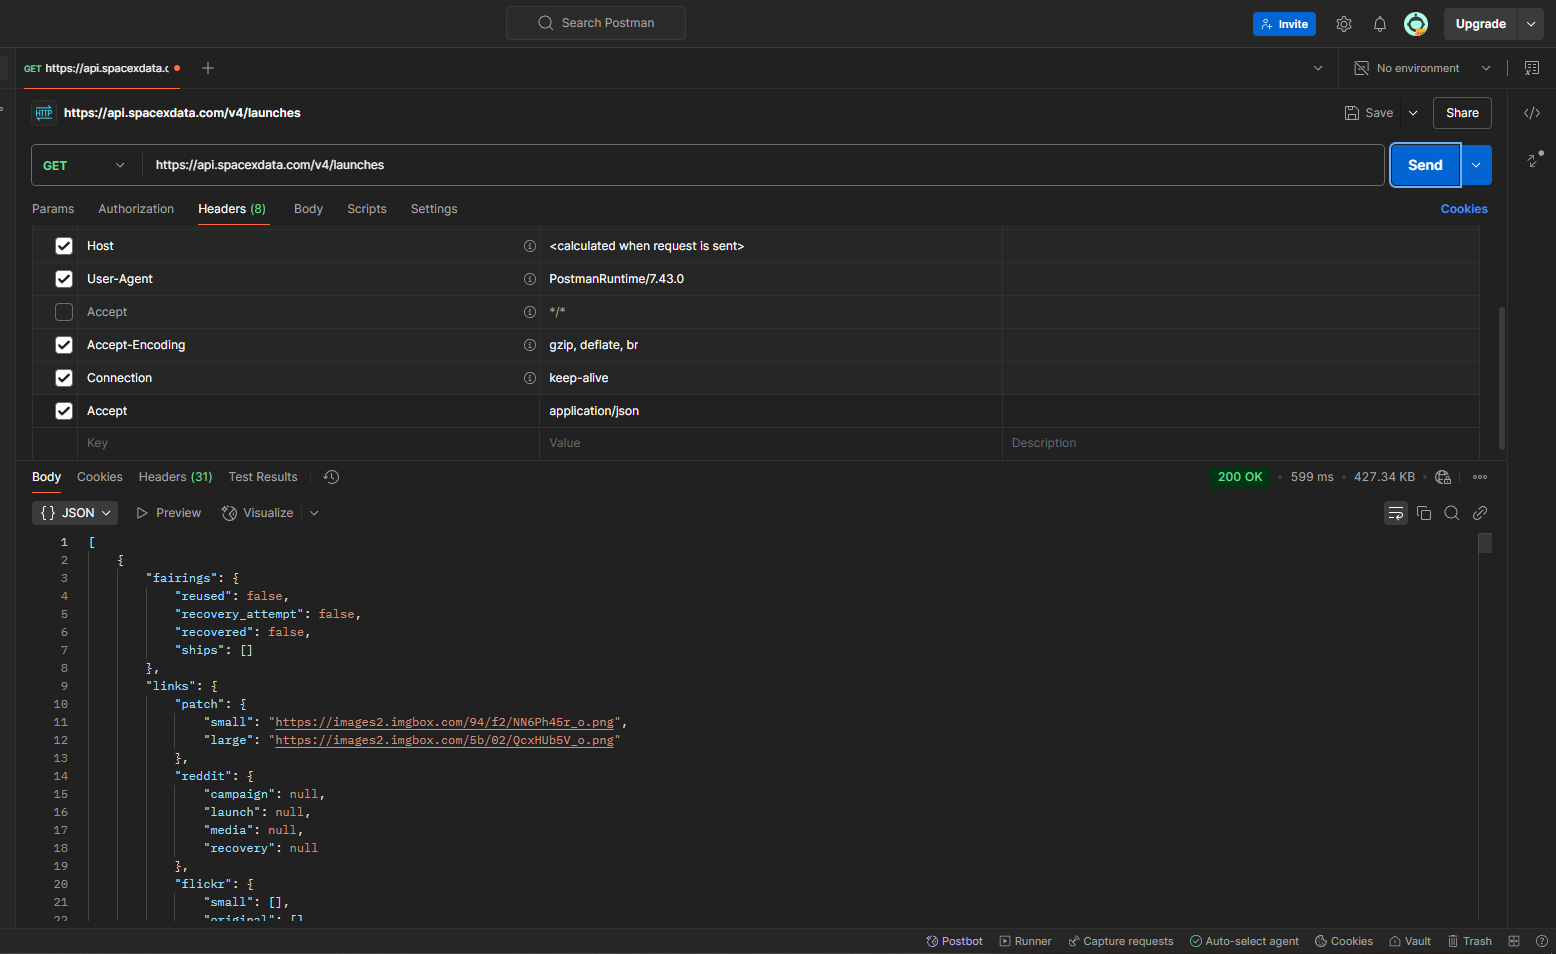 Search Postman
Invite
Upgrade
GET https://api.spacexdata.c
No environment
HTTP https://api.spacexdata.com/v4/launches
Save
Share
GET https://api.spacexdata.com/v4/launches
Send
Params Authorization Headers (8) Body Scripts Settings
Cookies
Host <calculated when request is sent>
User-Agent PostmanRuntime/7.43.0
Accept */*
Accept-Encoding gzip, deflate, br
Connection keep-alive
Accept application/json
Key Value Description
Body Cookies Headers (31) Test Results
200 OK • 599 ms • 427.34 KB
{} JSON Preview Visualize
1 [
2 {
3 "fairings": {
4 "reused": false,
5 "recovery_attempt": false,
6 "recovered": false,
7 "ships": []
8 },
9 "links": {
10 "patch": {
11 "small": "https://images2.imgbox.com/94/f2/NN6Ph45r_o.png",
12 "large": "https://images2.imgbox.com/5b/02/QcxHUb5V_o.png"
13 },
14 "reddit": {
15 "campaign": null,
16 "launch": null,
17 "media": null,
18 "recovery": null
19 },
20 "flickr": {
21 "small": [],
22 "original": []
Postbot Runner Capture requests Auto-select agent Cookies Vault Trash